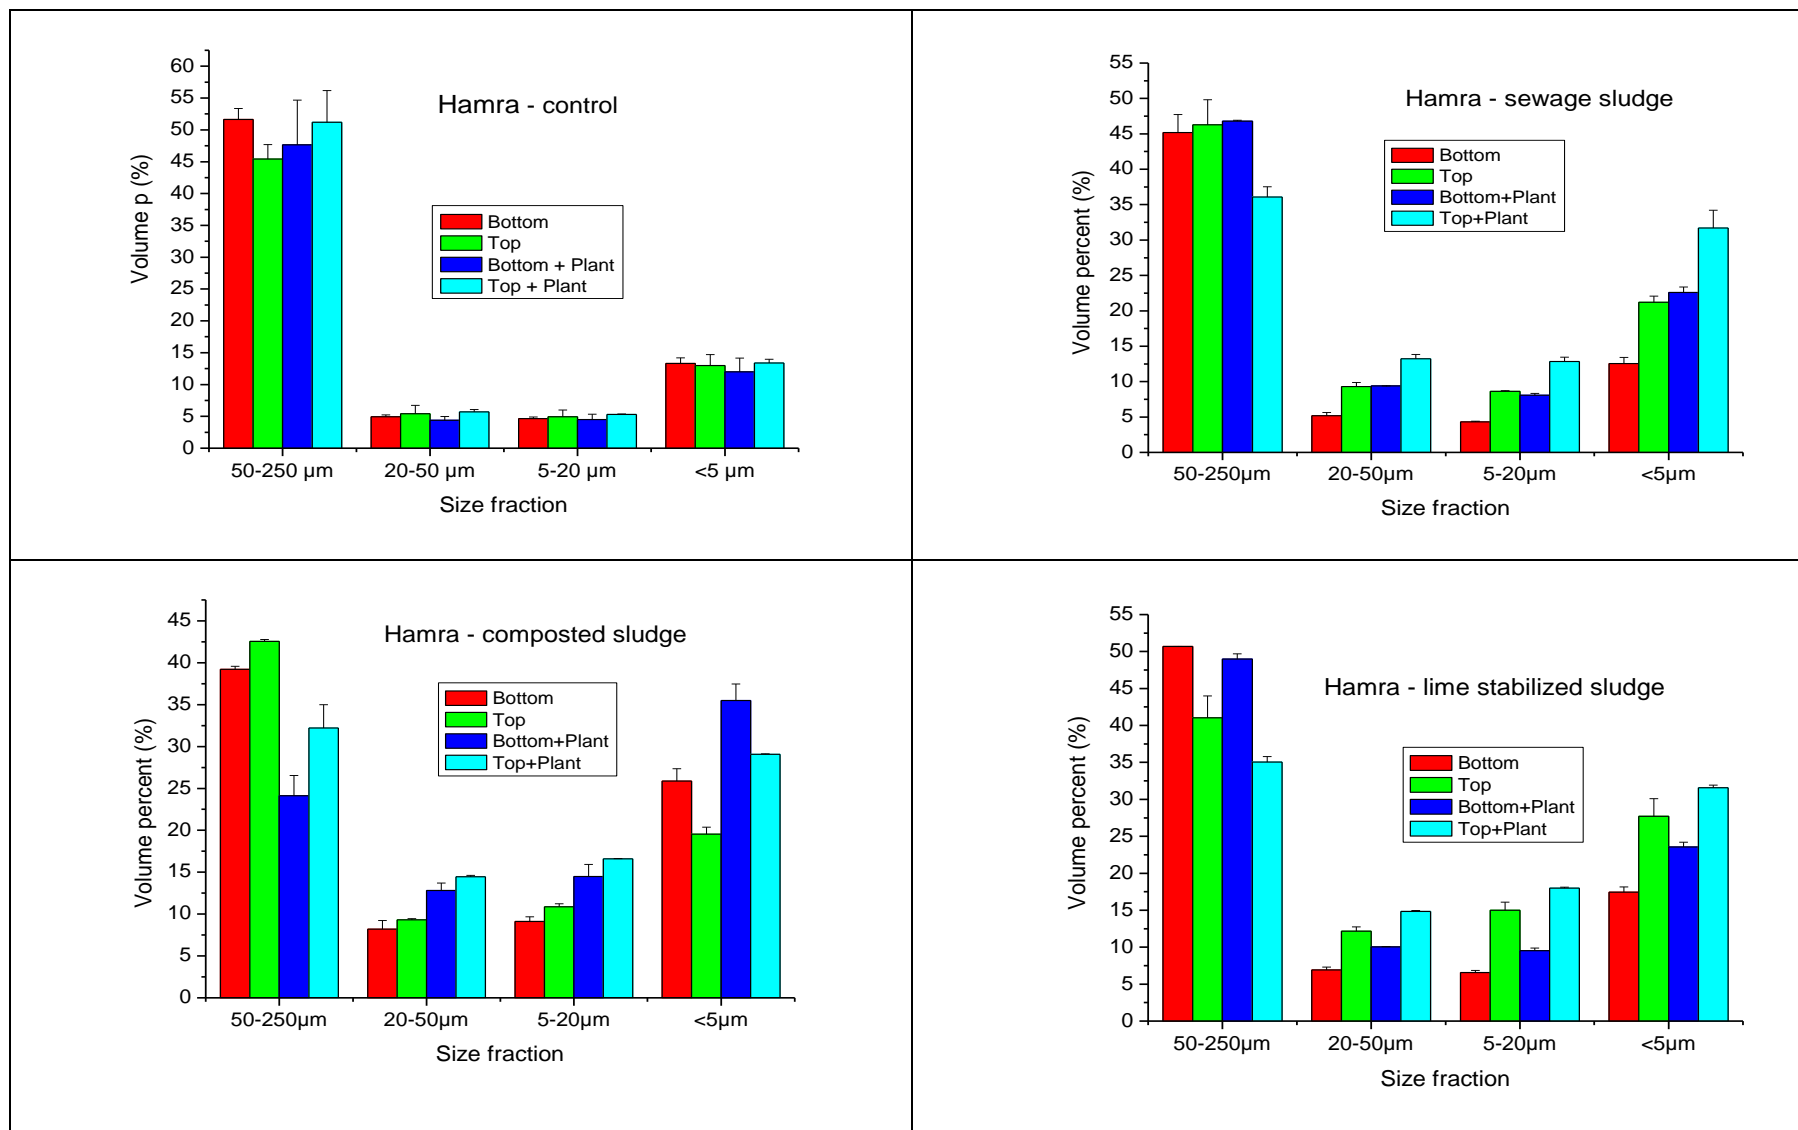 Hamra - control
Volume p (%)
60
55
50
45
40
35
30
25
20
15
10
5
0
Bottom
Top
Bottom + Plant
Top + Plant
50-250 µm 20-50 µm 5-20 µm <5 µm
Size fraction
Hamra - sewage sludge
Volume percent (%)
55
50
45
40
35
30
25
20
15
10
5
0
Bottom
Top
Bottom+Plant
Top+Plant
50-250µm 20-50µm 5-20µm <5µm
Size fraction
Hamra - composted sludge
Volume percent (%)
45
40
35
30
25
20
15
10
5
0
Bottom
Top
Bottom+Plant
Top+Plant
50-250µm 20-50µm 5-20µm <5µm
Size fraction
Hamra - lime stabilized sludge
Volume percent (%)
55
50
45
40
35
30
25
20
15
10
5
0
Bottom
Top
Bottom+Plant
Top+Plant
50-250µm 20-50µm 5-20µm <5µm
Size fraction